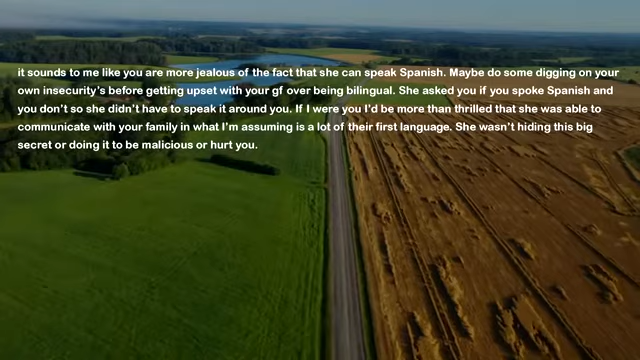 it sounds to me like you are more jealous of the fact that she can speak Spanish. Maybe do some digging on your
own insecurity's before getting upset with your gf over being bilingual. She asked you if you spoke Spanish and
you don't so she didn't have to speak it around you. If I were you I'd be more than thrilled that she was able to
communicate with your family in what I'm assuming is a lot of their first language. She wasn't hiding this big
secret or doing it to be malicious or hurt you.